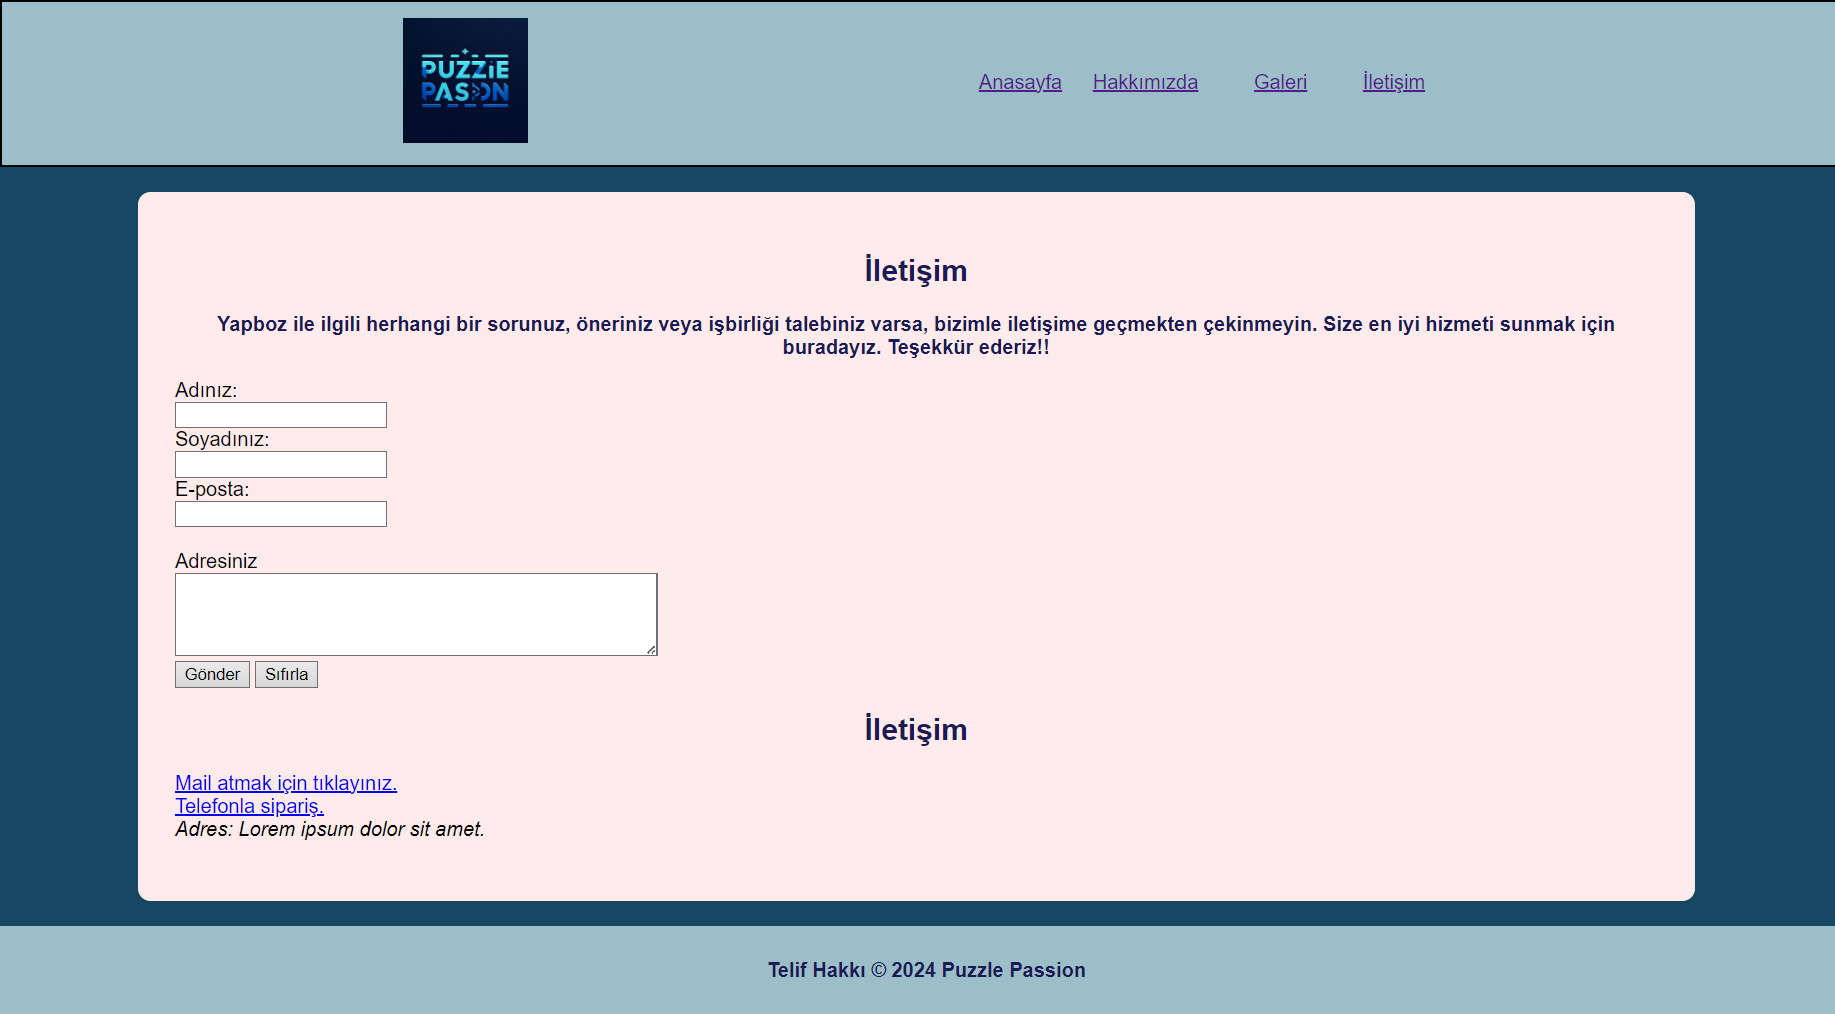 PUZZiE
PASION
Anasayfa Hakkımızda Galeri İletişim
İletişim
Yapboz ile ilgili herhangi bir sorunuz, öneriniz veya işbirliği talebiniz varsa, bizimle iletişime geçmekten çekinmeyin. Size en iyi hizmeti sunmak için
buradayız. Teşekkür ederiz!!
Adınız:
Soyadınız:
E-posta:
Adresiniz
Gönder Sıfırla
İletişim
Mail atmak için tıklayınız.
Telefonla sipariş.
Adres: Lorem ipsum dolor sit amet.
Telif Hakkı © 2024 Puzzle Passion